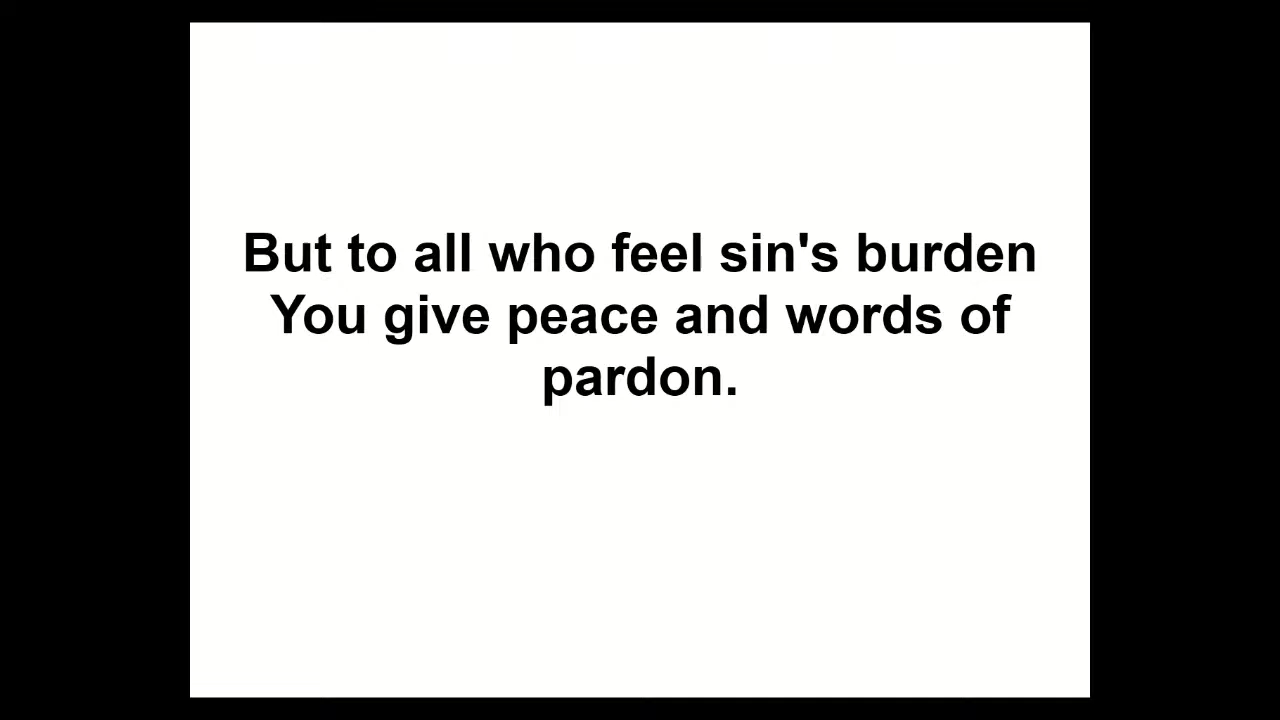 But to all who feel sin's burden
You give peace and words of
pardon.